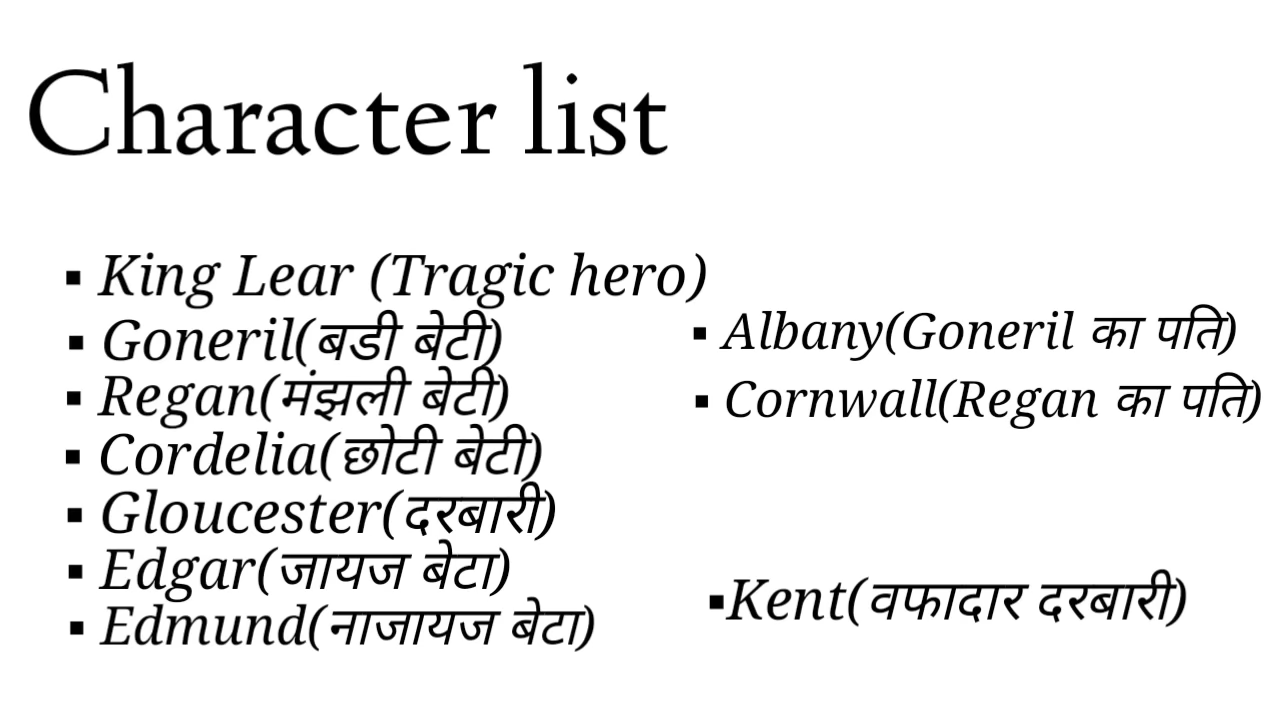 Character list
▪ King Lear (Tragic hero)
▪ Goneril(बडी बेटी)
▪ Regan(मंझली बेटी)
▪ Cordelia(छोटी बेटी)
▪ Gloucester(दरबारी)
▪ Edgar(जायज बेटा)
▪ Edmund(नाजायज बेटा)
▪ Albany(Goneril का पति)
▪ Cornwall(Regan का पति)
▪Kent(वफादार दरबारी)